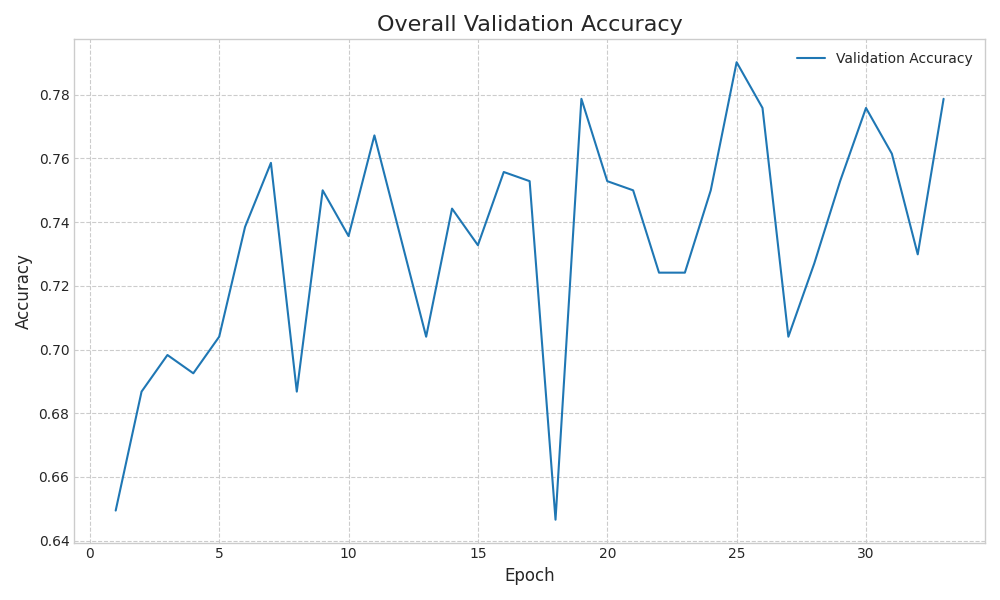 Overall Validation Accuracy
Validation Accuracy
0.78
0.76
0.74
0.72
0.70
0.68
0.66
0.64
Accuracy
0 5 10 15 20 25 30
Epoch